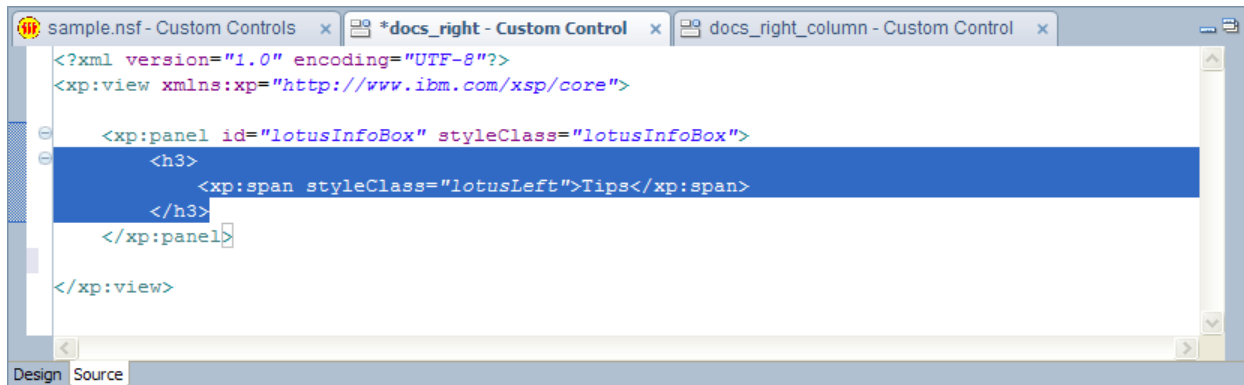 sample.nsf - Custom Controls
*docs_right - Custom Control
docs_right_column - Custom Control
<?xml version="1.0" encoding="UTF-8"?>
<xp:view xmlns:xp="http://www.ibm.com/xsp/core">
<xp:panel id="lotusInfoBox" styleClass="lotusInfoBox">
<h3>
<xp:span styleClass="lotusLeft">Tips</xp:span>
</h3>
</xp:panel>
</xp:view>
Design Source